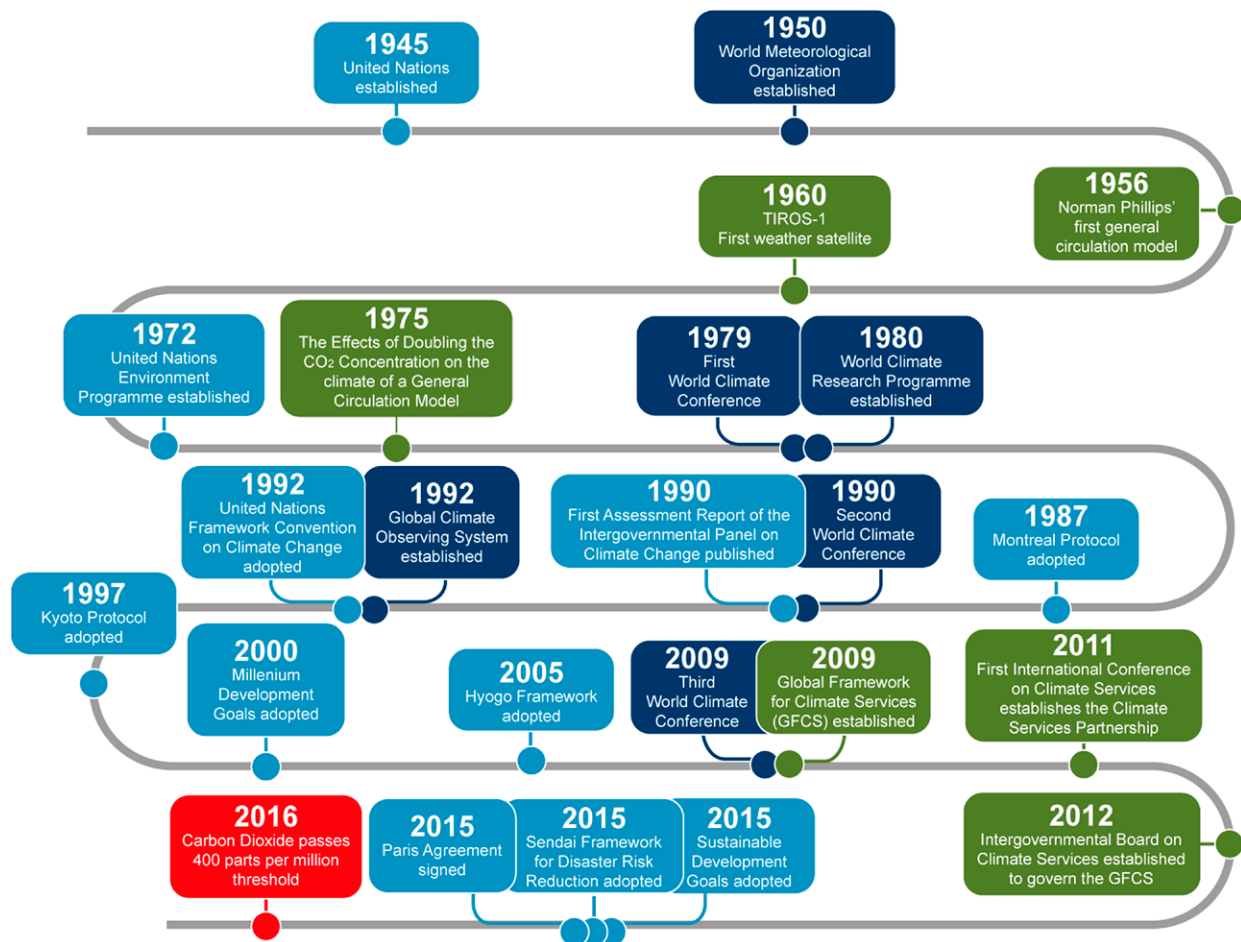 1945
United Nations
established
1950
World Meteorological
Organization
established
1956
Norman Phillips'
first general
circulation model
1960
TIROS-1
First weather satellite
1972
United Nations
Environment
Programme established
1975
The Effects of Doubling the
CO₂ Concentration on the
climate of a General
Circulation Model
1979
First
World Climate
Conference
1980
World Climate
Research Programme
established
1987
Montreal Protocol
adopted
1990
Second
World Climate
Conference
1990
First Assessment Report of the
Intergovernmental Panel on
Climate Change published
1992
Global Climate
Observing System
established
1992
United Nations
Framework Convention
on Climate Change
adopted
1997
Kyoto Protocol
adopted
2000
Millenium
Development
Goals adopted
2005
Hyogo Framework
adopted
2009
Third
World Climate
Conference
2009
Global Framework
for Climate Services
(GFCS) established
2011
First International Conference
on Climate Services
establishes the Climate
Services Partnership
2012
Intergovernmental Board on
Climate Services established
to govern the GFCS
2015
Sustainable
Development
Goals adopted
2015
Sendai Framework
for Disaster Risk
Reduction adopted
2015
Paris Agreement
signed
2016
Carbon Dioxide passes
400 parts per million
threshold